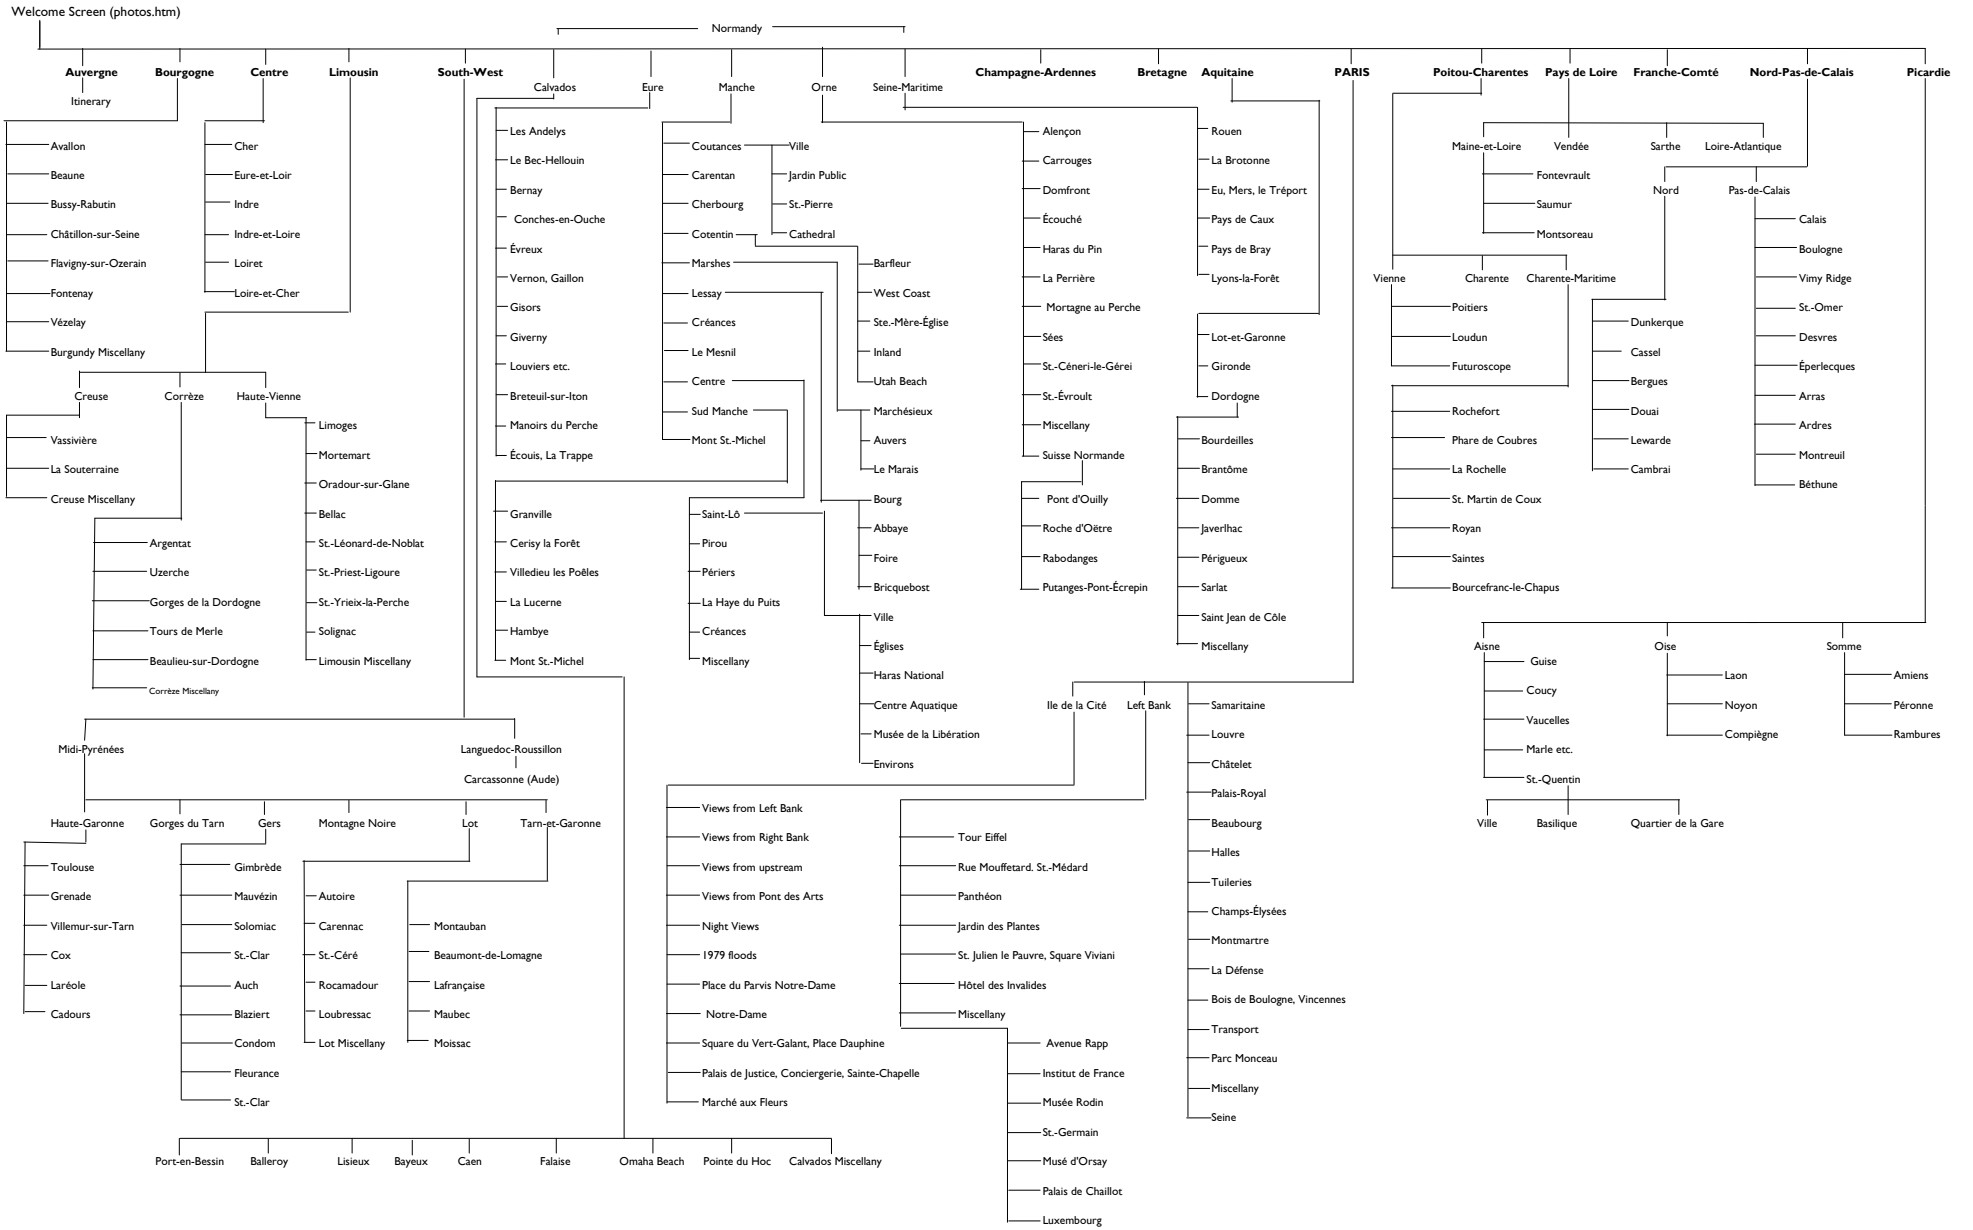 Welcome Screen (photos.htm)
Normandy
Auvergne
Itinerary
Bourgogne
Avallon
Beaune
Bussy-Rabutin
Châtillon-sur-Seine
Flavigny-sur-Ozerain
Fontenay
Vézelay
Burgundy Miscellany
Centre
Cher
Eure-et-Loir
Indre
Indre-et-Loire
Loiret
Loire-et-Cher
Limousin
Creuse
Corrèze
Haute-Vienne
Vassivière
La Souterraine
Creuse Miscellany
Argentat
Uzerche
Gorges de la Dordogne
Tours de Merle
Beaulieu-sur-Dordogne
Corrèze Miscellany
Limoges
Mortemart
Oradour-sur-Glane
Bellac
St.-Léonard-de-Noblat
St.-Priest-Ligoure
St.-Yrieix-la-Perche
Solignac
Limousin Miscellany
South-West
Midi-Pyrénées
Languedoc-Roussillon
Carcassonne (Aude)
Haute-Garonne
Gorges du Tarn
Gers
Montagne Noire
Lot
Tarn-et-Garonne
Toulouse
Grenade
Villemur-sur-Tarn
Cox
Laréole
Cadours
Gimbrède
Mauvézin
Solomiac
St.-Clar
Auch
Blaziert
Condom
Fleurance
St.-Clar
Autoire
Carennac
St.-Céré
Rocamadour
Loubressac
Lot Miscellany
Montauban
Beaumont-de-Lomagne
Lafrançaise
Maubec
Moissac
Calvados
Port-en-Bessin
Balleroy
Lisieux
Bayeux
Caen
Falaise
Omaha Beach
Pointe du Hoc
Calvados Miscellany
Eure
Les Andelys
Le Bec-Hellouin
Bernay
Conches-en-Ouche
Évreux
Vernon, Gaillon
Gisors
Giverny
Louviers etc.
Breteuil-sur-Iton
Manoirs du Perche
Écouis, La Trappe
Manche
Coutances
Carentan
Cherbourg
Cotentin
Marshes
Lessay
Créances
Le Mesnil
Centre
Sud Manche
Mont St.-Michel
Ville
Jardin Public
St.-Pierre
Cathedral
Barfleur
West Coast
Ste.-Mère-Église
Inland
Utah Beach
Marchésieux
Auvers
Le Marais
Bourg
Abbaye
Foire
Bricquebost
Granville
Cerisy la Forêt
Villedieu les Poêles
La Lucerne
Hambye
Mont St.-Michel
Saint-Lô
Pirou
Périers
La Haye du Puits
Créances
Miscellany
Ville
Églises
Haras National
Centre Aquatique
Musée de la Libération
Environs
Orne
Alençon
Carrouges
Domfront
Écouché
Haras du Pin
La Perrière
Mortagne au Perche
Sées
St.-Céneri-le-Gérei
St.-Évroult
Miscellany
Suisse Normande
Pont d'Ouilly
Roche d'Oëtre
Rabodanges
Putanges-Pont-Écrepin
Seine-Maritime
Rouen
La Brotonne
Eu, Mers, le Tréport
Pays de Caux
Pays de Bray
Lyons-la-Forêt
Champagne-Ardennes
Bretagne
Aquitaine
Lot-et-Garonne
Gironde
Dordogne
Bourdeilles
Brantôme
Domme
Javerlhac
Périgueux
Sarlat
Saint Jean de Côle
Miscellany
PARIS
Ile de la Cité
Left Bank
Views from Left Bank
Views from Right Bank
Views from upstream
Views from Pont des Arts
Night Views
1979 floods
Place du Parvis Notre-Dame
Notre-Dame
Square du Vert-Galant, Place Dauphine
Palais de Justice, Conciergerie, Sainte-Chapelle
Marché aux Fleurs
Tour Eiffel
Rue Mouffetard. St.-Médard
Panthéon
Jardin des Plantes
St. Julien le Pauvre, Square Viviani
Hôtel des Invalides
Miscellany
Avenue Rapp
Institut de France
Musée Rodin
St.-Germain
Musé d'Orsay
Palais de Chaillot
Luxembourg
Samaritaine
Louvre
Châtelet
Palais-Royal
Beaubourg
Halles
Tuileries
Champs-Élysées
Montmartre
La Défense
Bois de Boulogne, Vincennes
Transport
Parc Monceau
Miscellany
Seine
Poitou-Charentes
Vienne
Charente
Charente-Maritime
Poitiers
Loudun
Futuroscope
Rochefort
Phare de Coubres
La Rochelle
St. Martin de Coux
Royan
Saintes
Bourcefranc-le-Chapus
Pays de Loire
Maine-et-Loire
Vendée
Sarthe
Loire-Atlantique
Fontevrault
Saumur
Montsoreau
Franche-Comté
Nord-Pas-de-Calais
Nord
Pas-de-Calais
Dunkerque
Cassel
Bergues
Douai
Lewarde
Cambrai
Calais
Boulogne
Vimy Ridge
St.-Omer
Desvres
Éperlecques
Arras
Ardres
Montreuil
Béthune
Picardie
Aisne
Oise
Somme
Guise
Coucy
Vaucelles
Marle etc.
St.-Quentin
Ville
Basilique
Quartier de la Gare
Laon
Noyon
Compiègne
Amiens
Péronne
Rambures